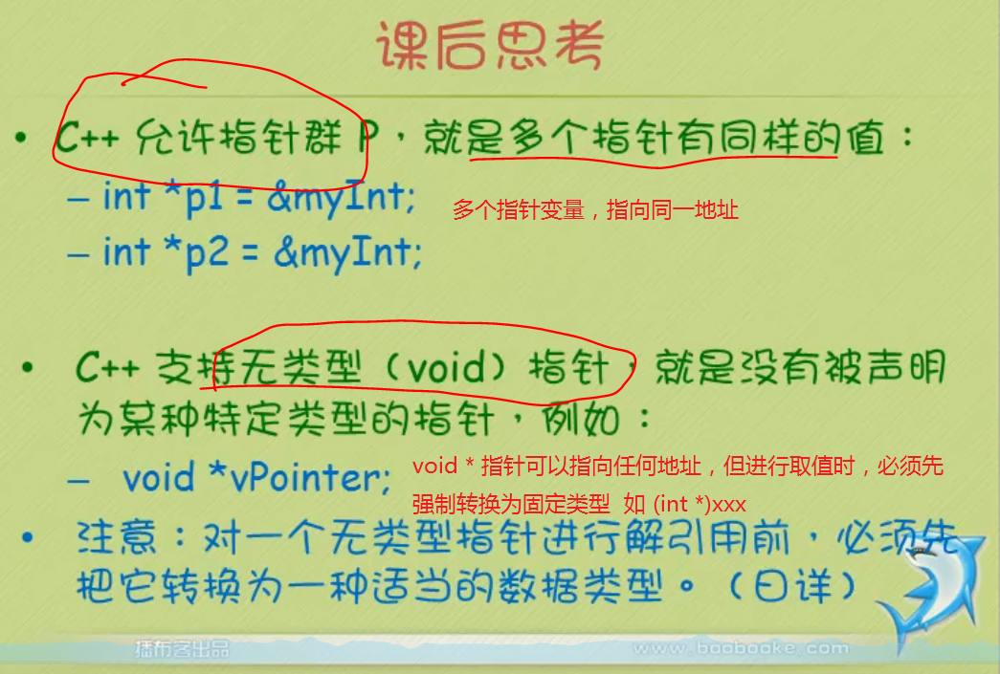 课后思考
• C++ 允许指针群 P，就是多个指针有同样的值：
– int *p1 = &myInt;
多个指针变量，指向同一地址
– int *p2 = &myInt;
• C++ 支持无类型（void）指针，就是没有被声明
为某种特定类型的指针，例如：
– void *vPointer;
void * 指针可以指向任何地址，但进行取值时，必须先
强制转换为固定类型 如 (int *)xxx
• 注意：对一个无类型指针进行解引用前，必须先
把它转换为一种适当的数据类型。（日详）
播布客出品
www.boobooke.com